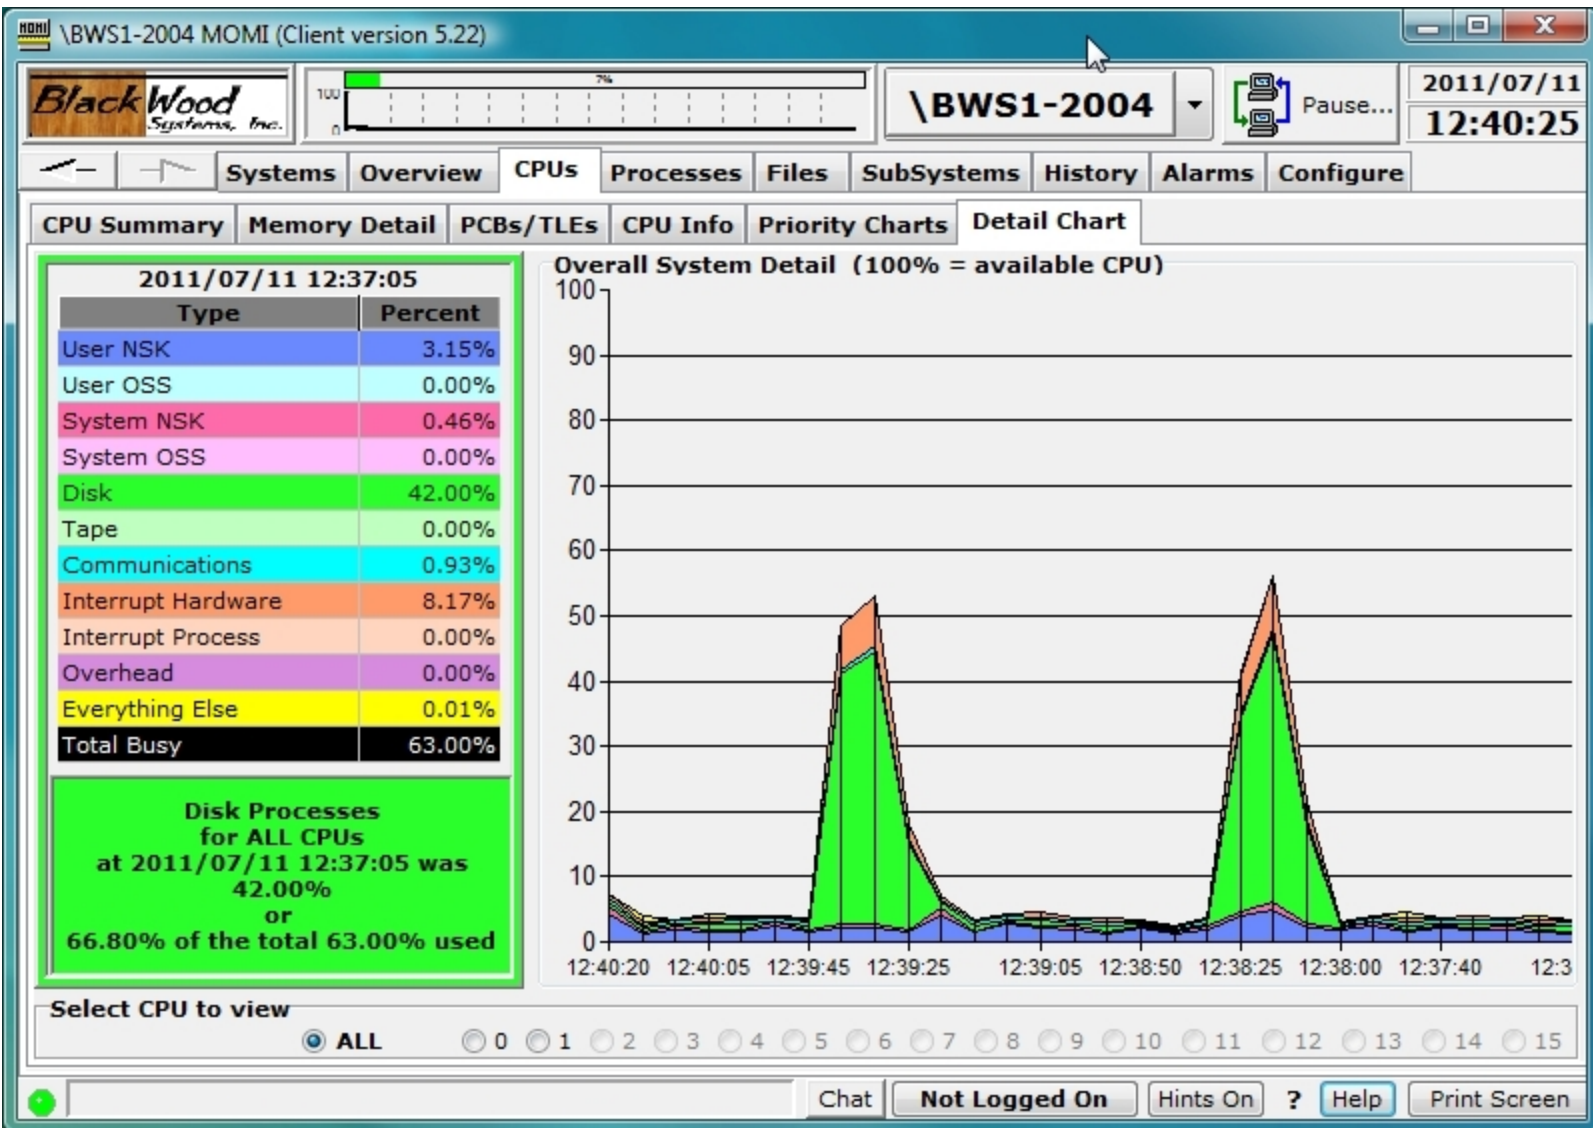 MOMI
\BWS1-2004 MOMI (Client version 5.22)
BlackWood
Systems, Inc.
7%
100
0
\BWS1-2004
Pause...
2011/07/11
12:40:25
Systems Overview CPUs Processes Files SubSystems History Alarms Configure
CPU Summary Memory Detail PCBs/TLEs CPU Info Priority Charts Detail Chart
2011/07/11 12:37:05
Type Percent
User NSK 3.15%
User OSS 0.00%
System NSK 0.46%
System OSS 0.00%
Disk 42.00%
Tape 0.00%
Communications 0.93%
Interrupt Hardware 8.17%
Interrupt Process 0.00%
Overhead 0.00%
Everything Else 0.01%
Total Busy 63.00%
Disk Processes
for ALL CPUs
at 2011/07/11 12:37:05 was
42.00%
or
66.80% of the total 63.00% used
Overall System Detail (100% = available CPU)
100
90
80
70
60
50
40
30
20
10
0
12:40:20 12:40:05 12:39:45 12:39:25 12:39:05 12:38:50 12:38:25 12:38:00 12:37:40 12:3
Select CPU to view
ALL 0 1 2 3 4 5 6 7 8 9 10 11 12 13 14 15
Chat Not Logged On Hints On ? Help Print Screen